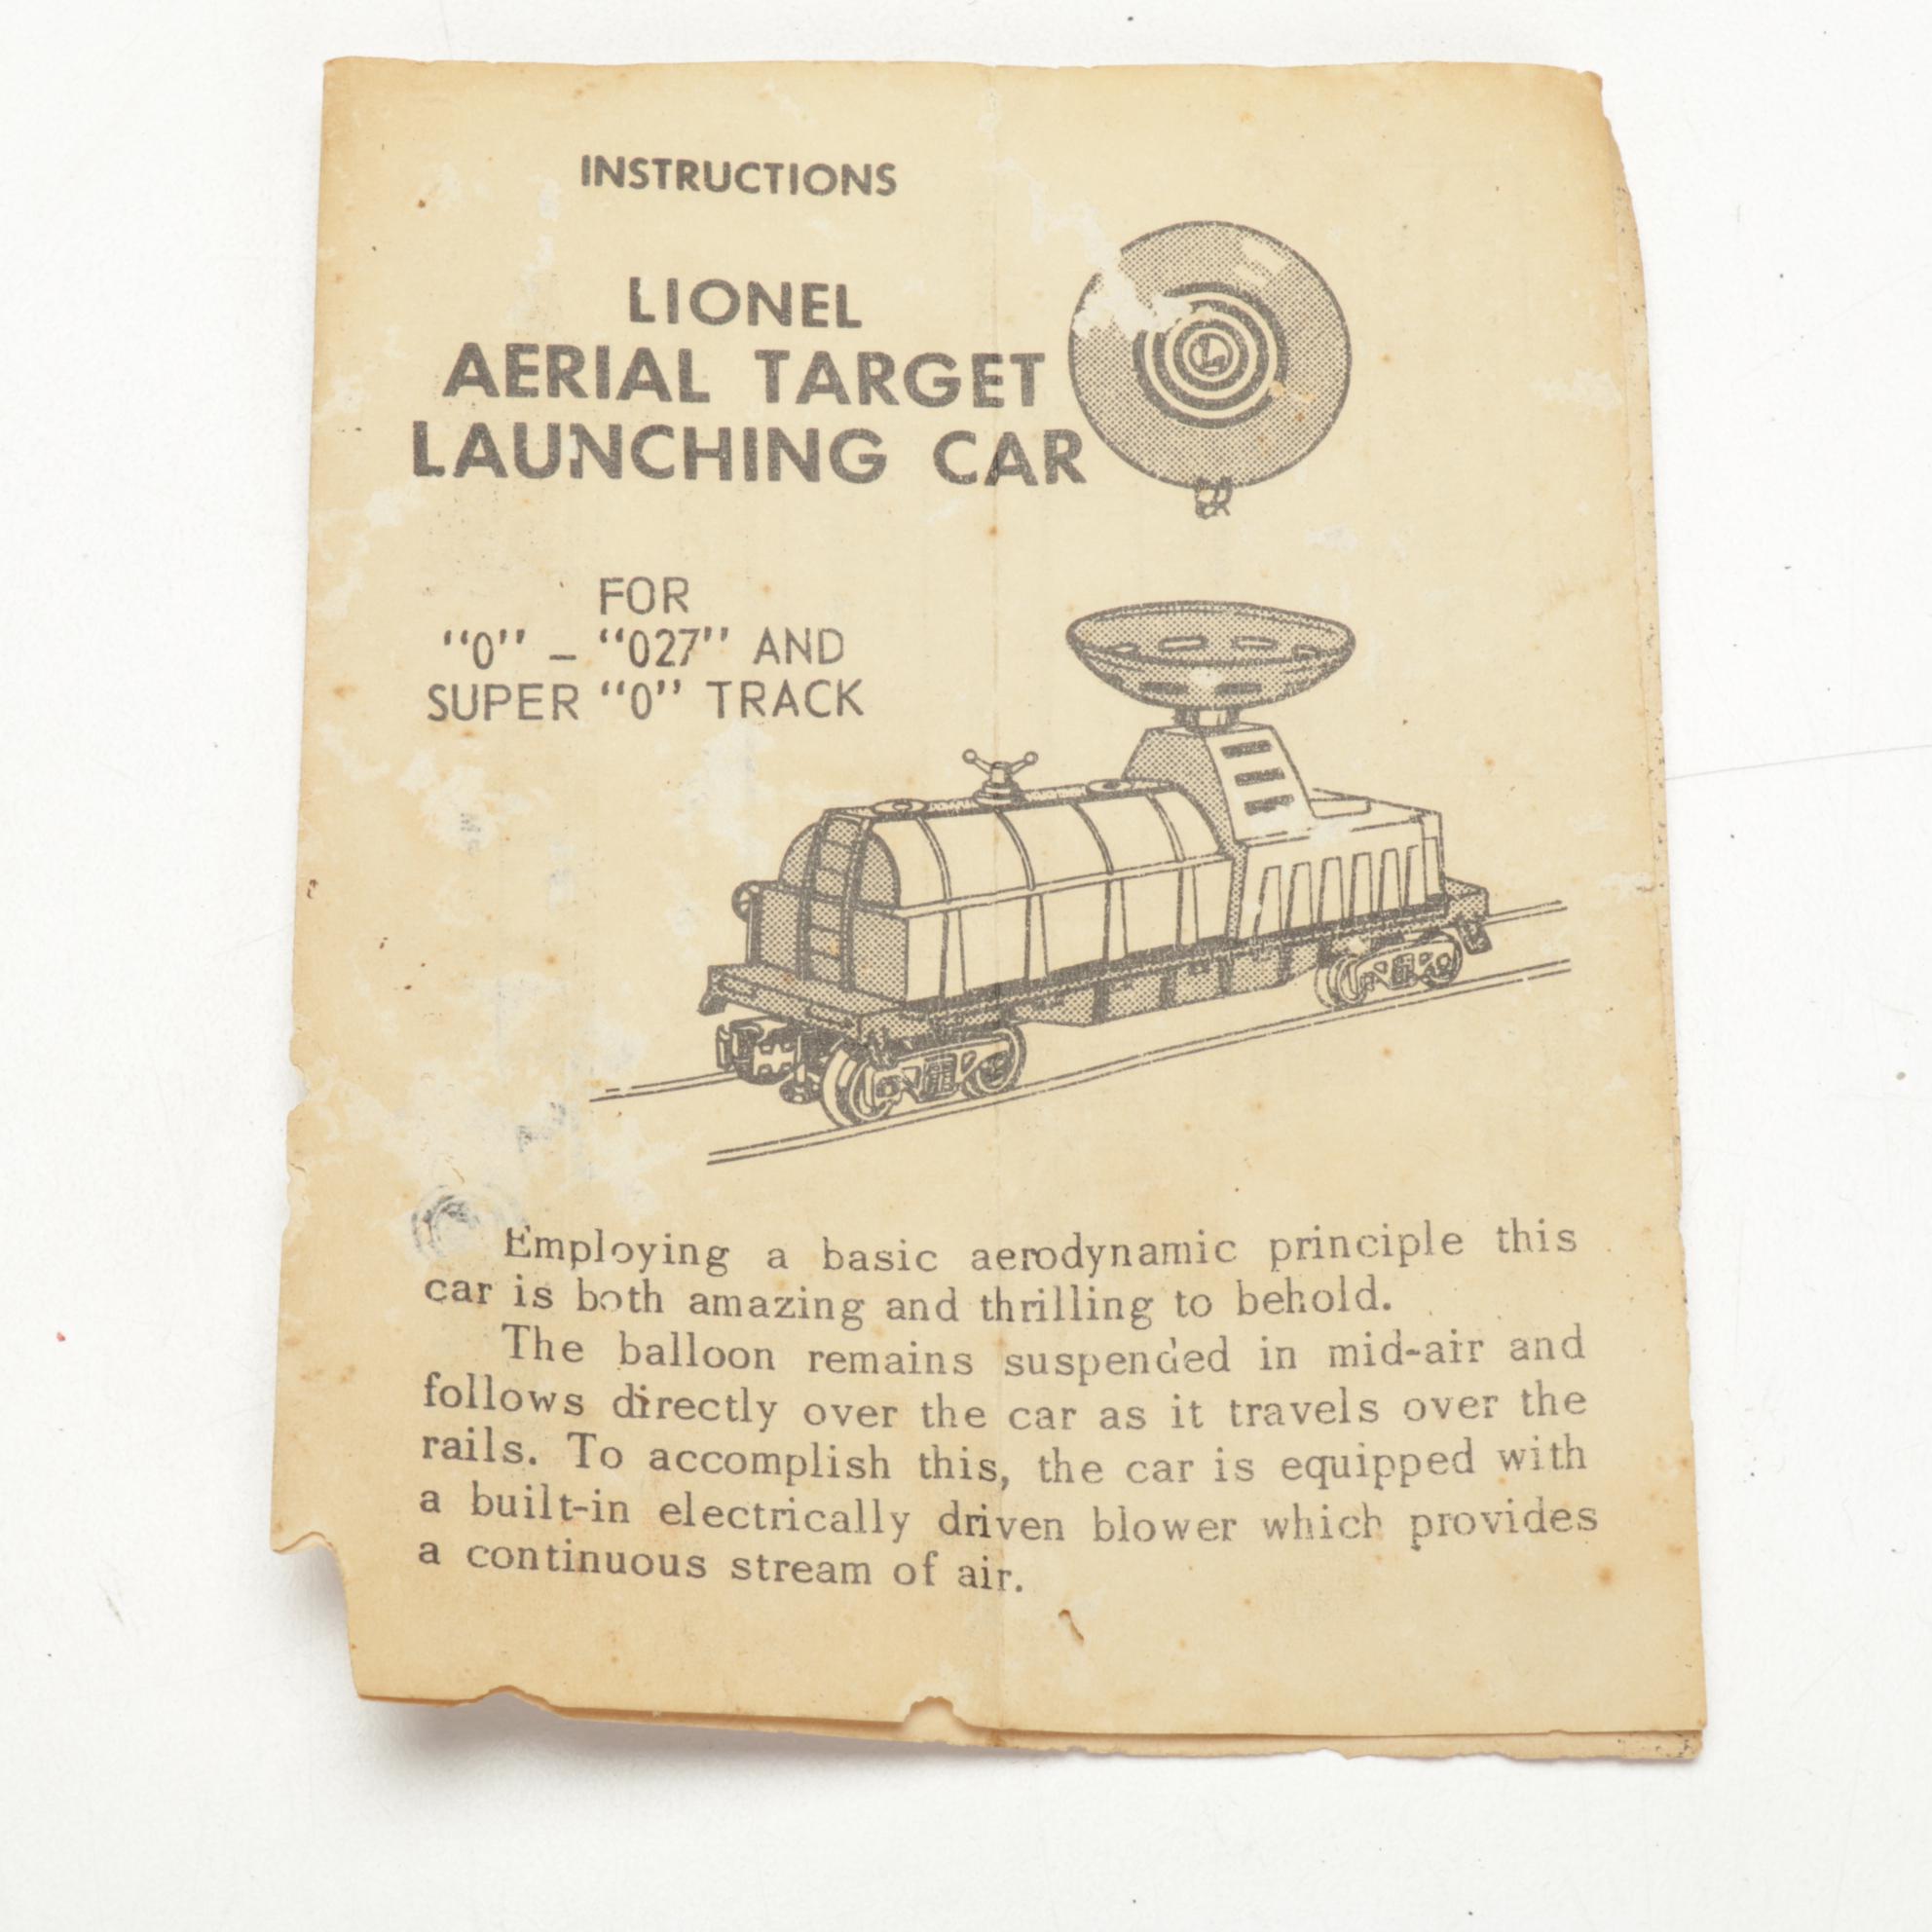 INSTRUCTIONS
LIONEL
AERIAL TARGET
LAUNCHING CAR
L
FOR
“0” – “027” AND
SUPER “0” TRACK
Employing a basic aerodynamic principle this
car is both amazing and thrilling to behold.
The balloon remains suspended in mid-air and
follows directly over the car as it travels over the
rails. To accomplish this, the car is equipped with
a built-in electrically driven blower which provides
a continuous stream of air.